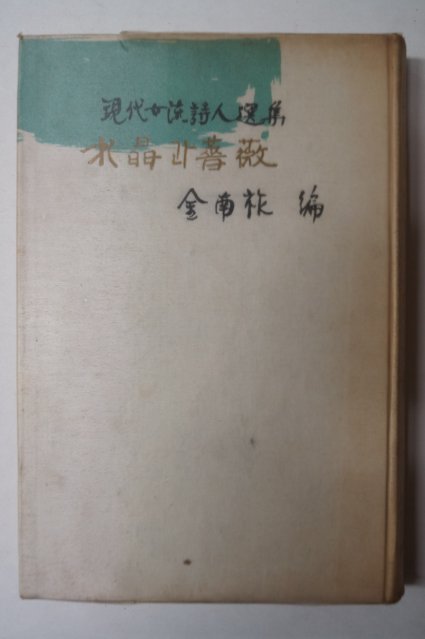 現代女流詩人選集
水晶과薔薇
金南祚 編